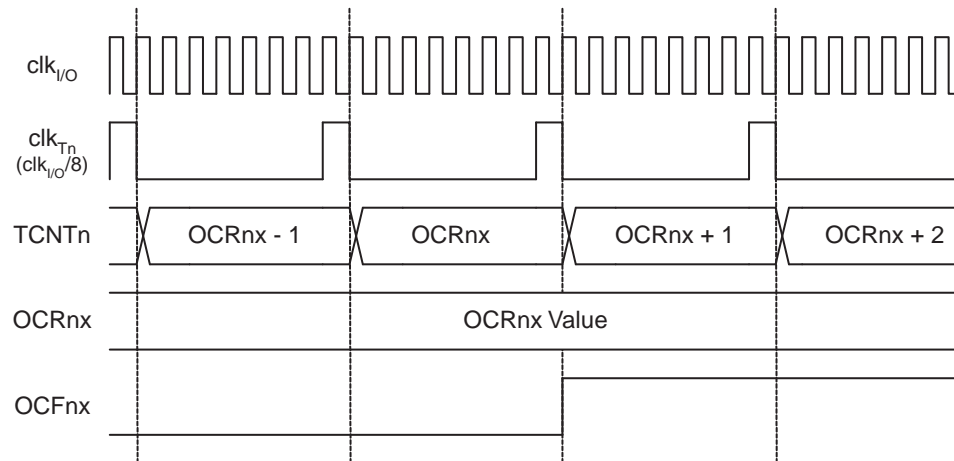 clkI/O
clkTn
(clkI/O/8)
TCNTn OCRnx - 1 OCRnx OCRnx + 1 OCRnx + 2
OCRnx OCRnx Value
OCFnx